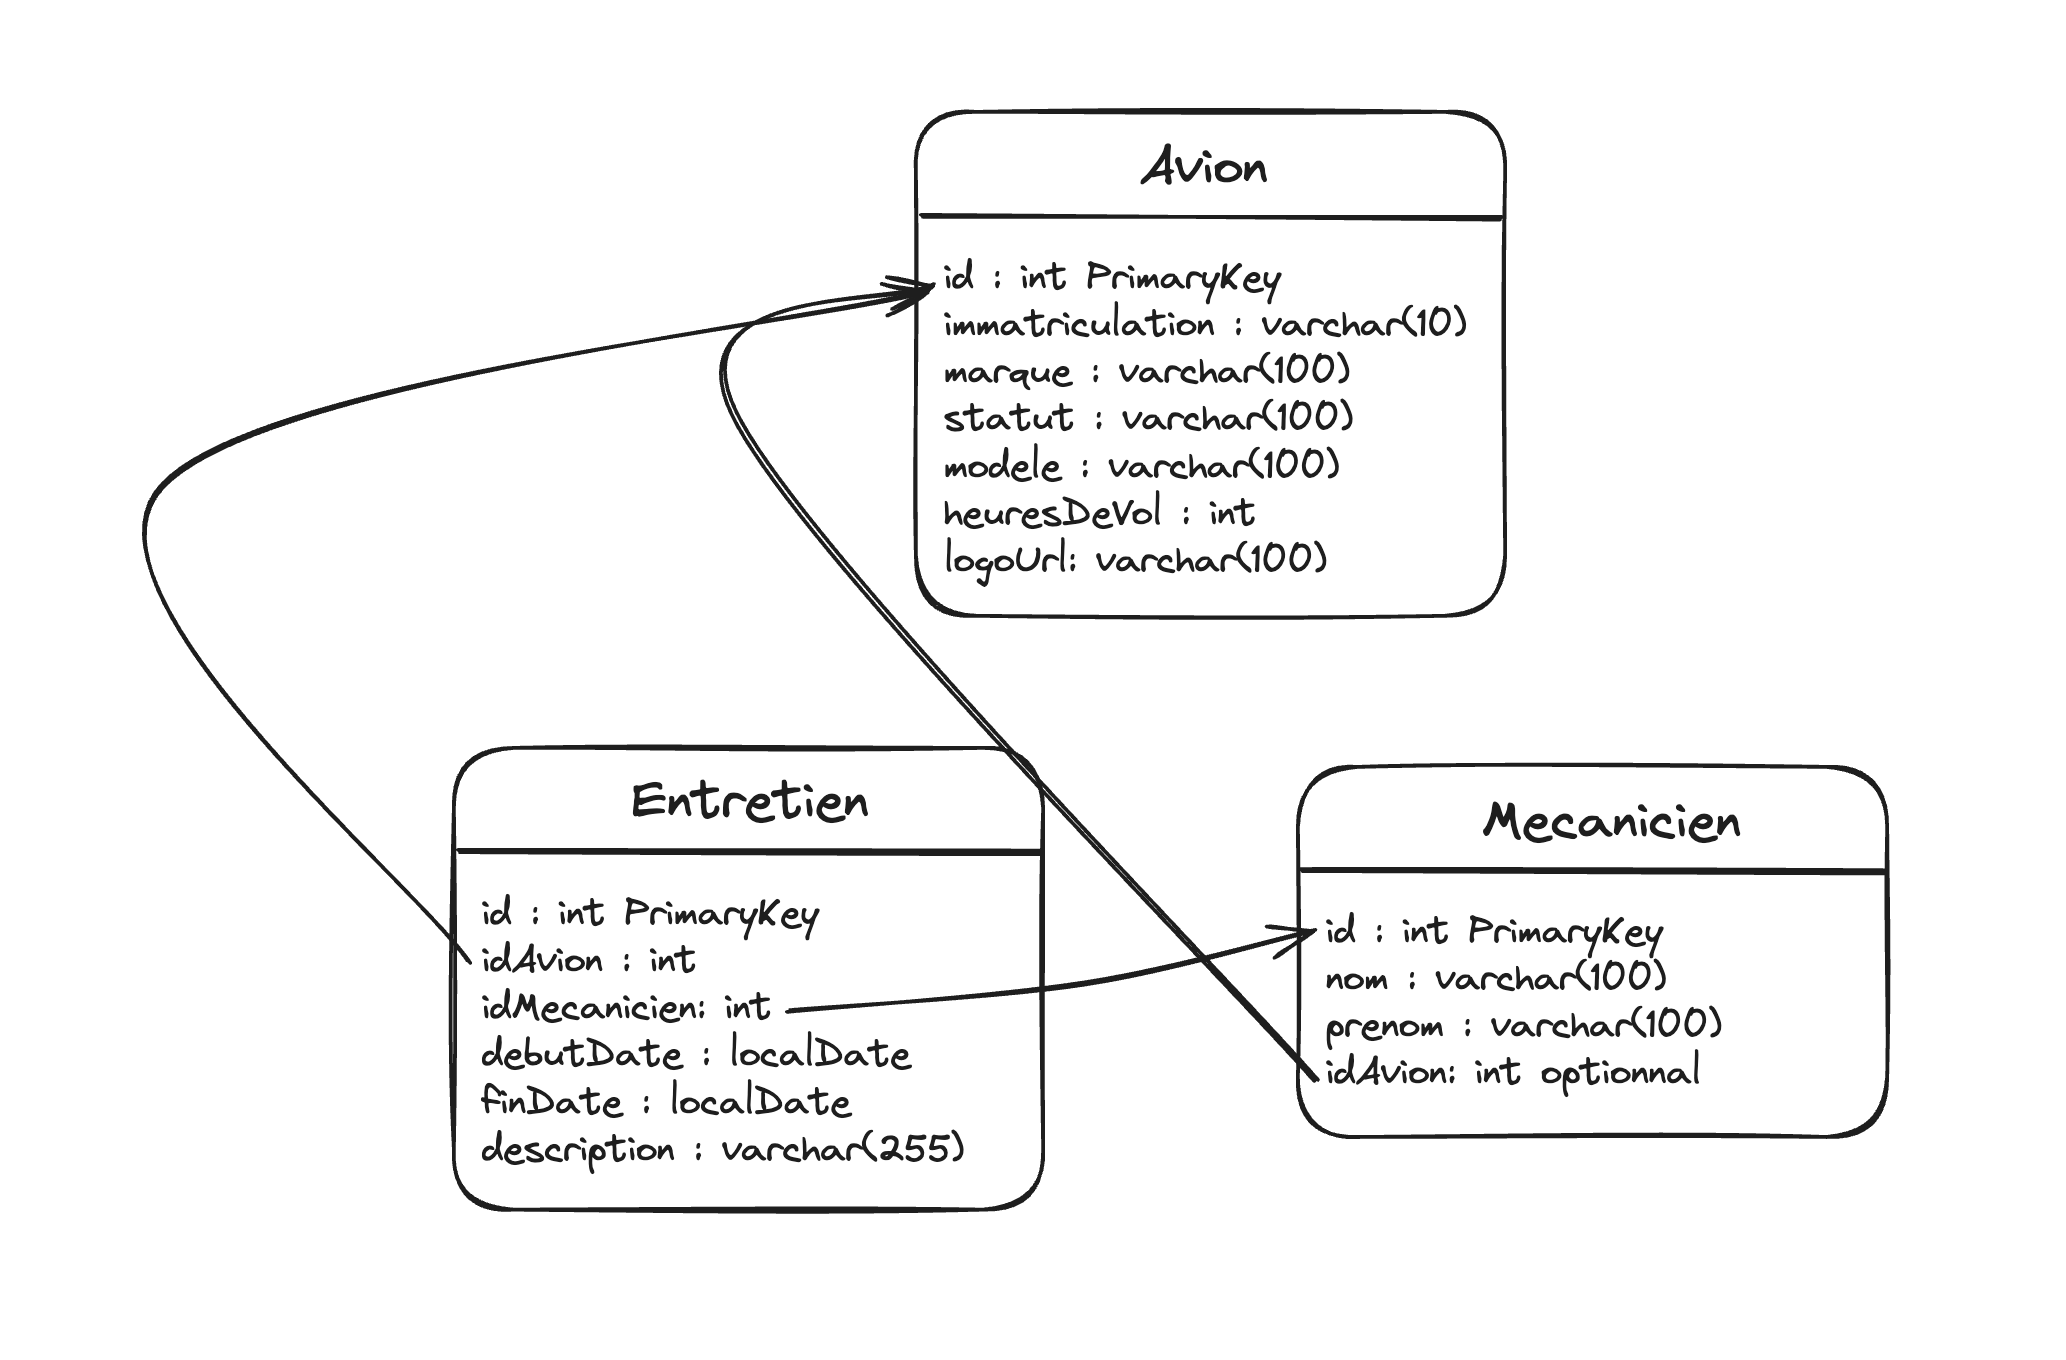 Avion
id : int PrimaryKey
immatriculation : varchar(10)
marque : varchar(100)
statut : varchar(100)
modele : varchar(100)
heuresDeVol : int
logoUrl: varchar(100)
Entretien
id : int PrimaryKey
idAvion : int
idMecanicien: int
debutDate : localDate
finDate : localDate
description : varchar(255)
Mecanicien
id : int PrimaryKey
nom : varchar(100)
prenom : varchar(100)
idAvion: int optionnal